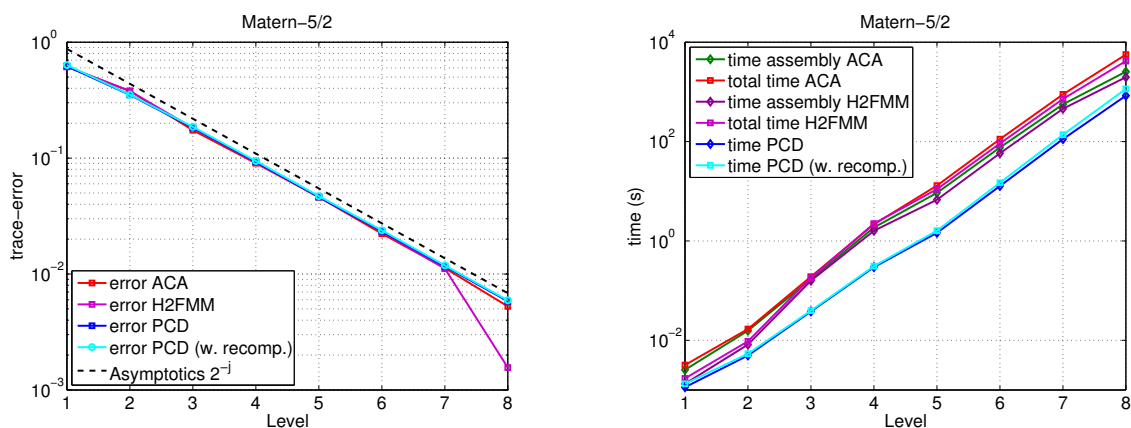 Matern−5/2
10^0
10^−1
10^−2
10^−3
trace−error
error ACA
error H2FMM
error PCD
error PCD (w. recomp.)
Asymptotics 2^−j
1 2 3 4 5 6 7 8
Level
Matern−5/2
10^4
10^2
10^0
10^−2
time (s)
time assembly ACA
total time ACA
time assembly H2FMM
total time H2FMM
time PCD
time PCD (w. recomp.)
1 2 3 4 5 6 7 8
Level